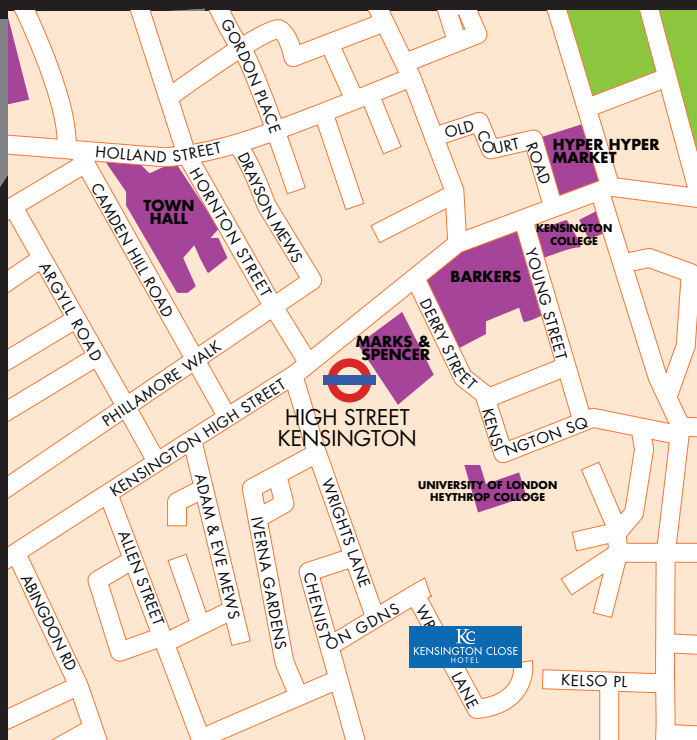 GORDON PLACE
OLD COURT ROAD
HYPER HYPER
MARKET
HOLLAND STREET
TOWN
HALL
HORNTON STREET
DRAYSON MEWS
CAMDEN HILL ROAD
KENSINGTON
COLLEGE
ARGYLL ROAD
BARKERS
YOUNG STREET
DERRY STREET
MARKS &
SPENCER
PHILLAMORE WALK
KENSINGTON HIGH STREET
HIGH STREET
KENSINGTON
KENSINGTON SQ
UNIVERSITY OF LONDON
HEYTHROP COLLOGE
ADAM & EVE MEWS
WRIGHTS LANE
IVERNA GARDENS
ALLEN STREET
ABINGDON RD
CHENISTON GDNS
WR
LANE
KC
KENSINGTON CLOSE
HOTEL
KELSO PL